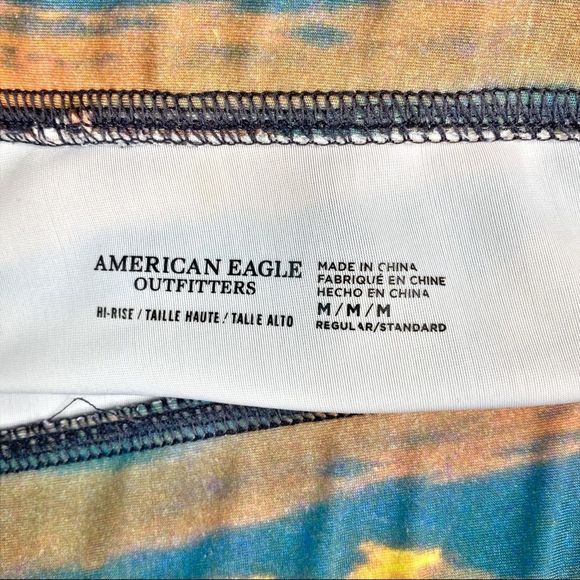 AMERICAN EAGLE
OUTFITTERS
HI-RISE / TAILLE HAUTE / TALLE ALTO
MADE IN CHINA
FABRIQUÉ EN CHINE
HECHO EN CHINA
M / M / M
REGULAR/STANDARD